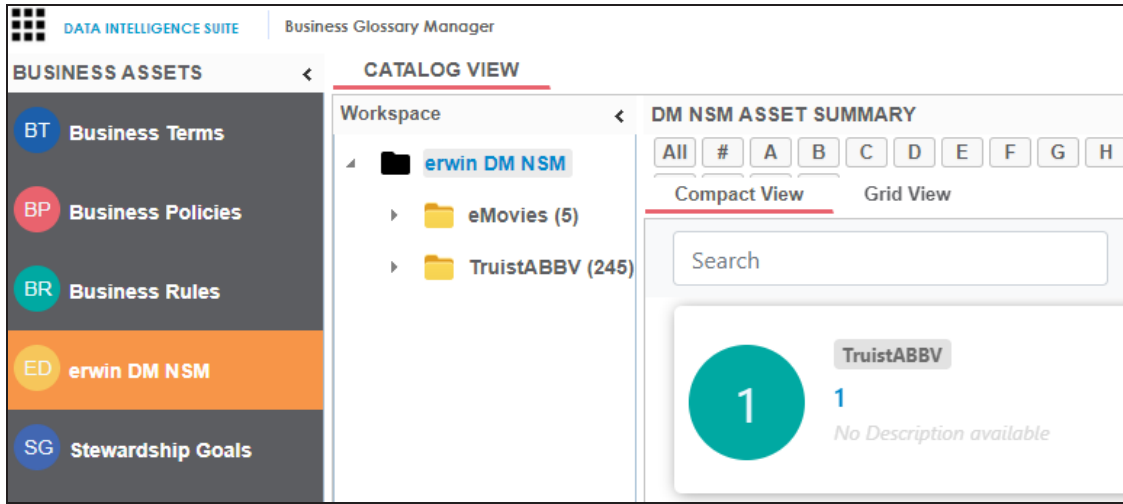 DATA INTELLIGENCE SUITE
Business Glossary Manager
BUSINESS ASSETS
BT Business Terms
BP Business Policies
BR Business Rules
ED erwin DM NSM
SG Stewardship Goals
CATALOG VIEW
Workspace
erwin DM NSM
eMovies (5)
TruistABBV (245)
DM NSM ASSET SUMMARY
All # A B C D E F G H
Compact View Grid View
Search
TruistABBV
1 1
No Description available